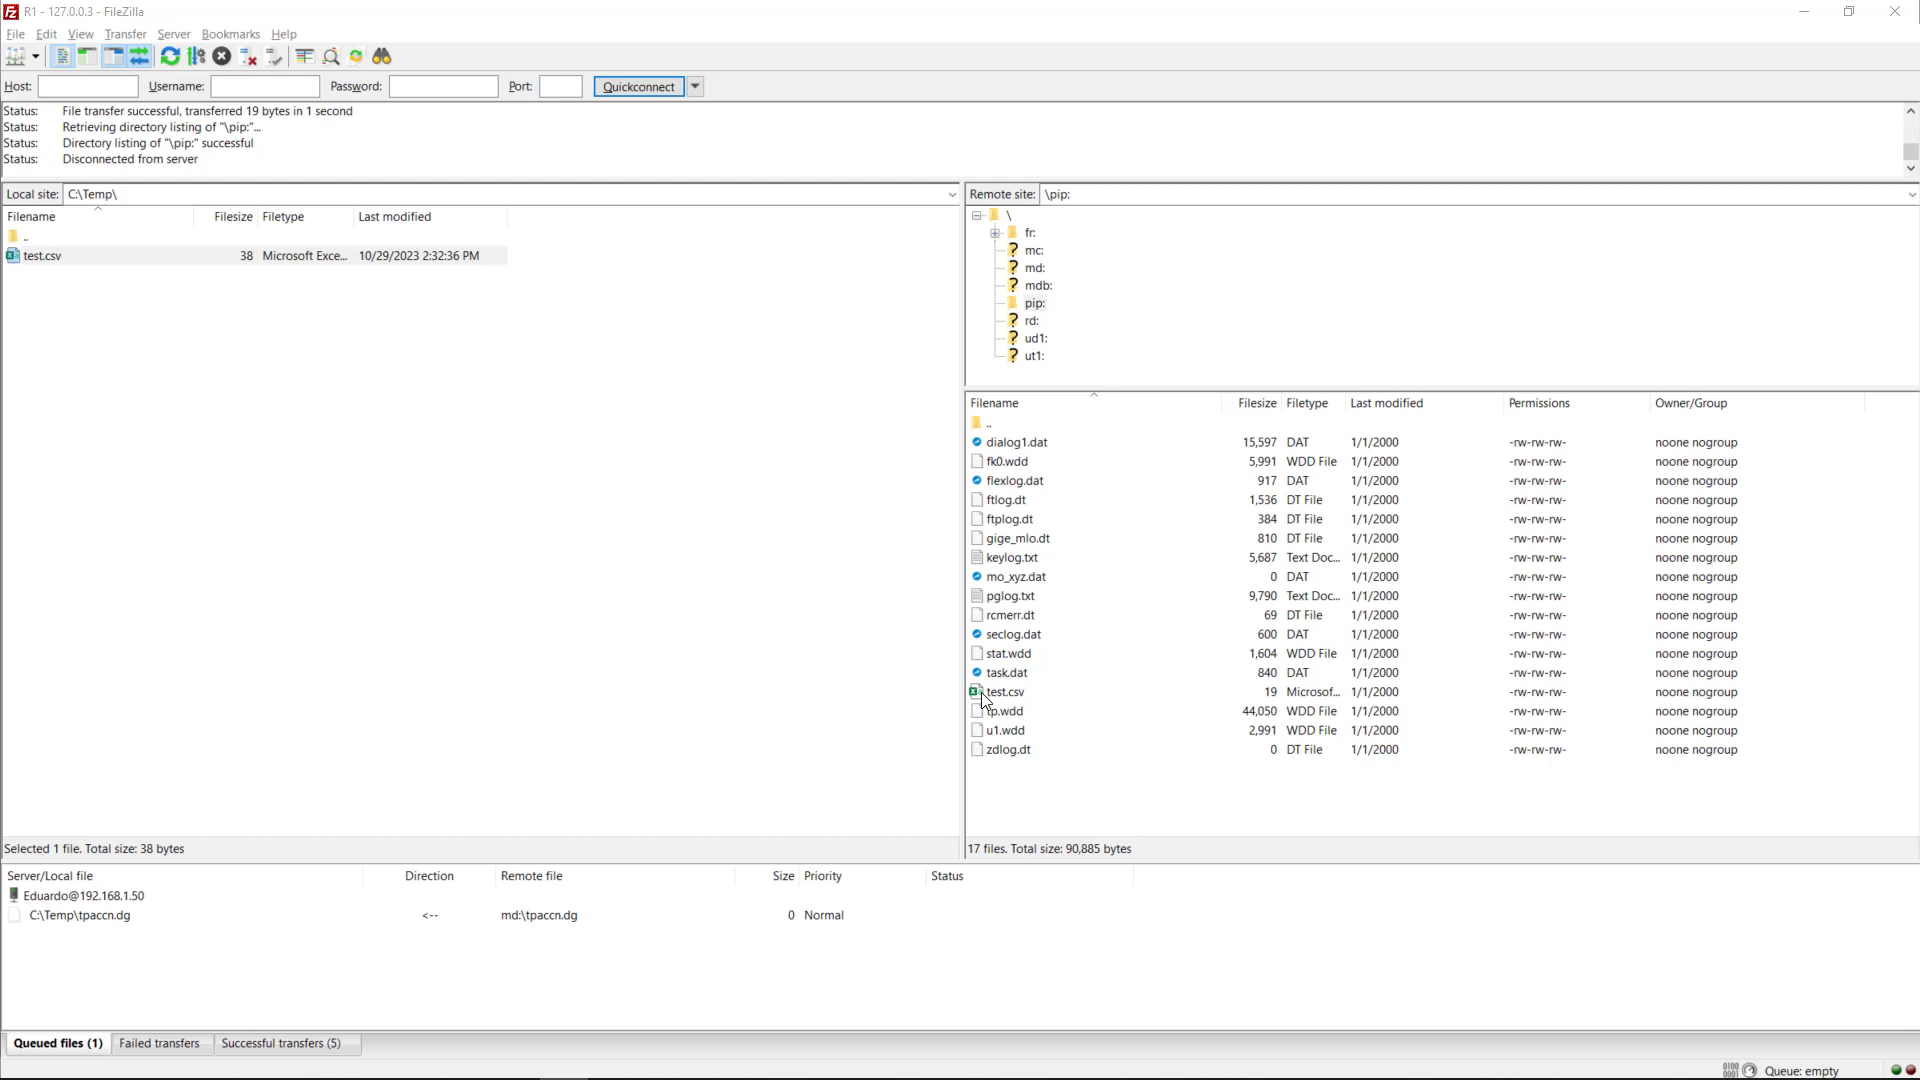 R1 - 127.0.0.3 - FileZilla
File Edit View Transfer Server Bookmarks Help
Host: Username: Password: Port: Quickconnect
Status: File transfer successful, transferred 19 bytes in 1 second
Status: Retrieving directory listing of "\pip:"...
Status: Directory listing of "\pip:" successful
Status: Disconnected from server
Local site: C:\Temp\
Filename Filesize Filetype Last modified
..
test.csv 38 Microsoft Exce... 10/29/2023 2:32:36 PM
Selected 1 file. Total size: 38 bytes
Remote site: \pip:
\
fr:
mc:
md:
mdb:
pip:
rd:
ud1:
ut1:
Filename Filesize Filetype Last modified Permissions Owner/Group
..
dialog1.dat 15,597 DAT 1/1/2000 -rw-rw-rw- noone nogroup
fk0.wdd 5,991 WDD File 1/1/2000 -rw-rw-rw- noone nogroup
flexlog.dat 917 DAT 1/1/2000 -rw-rw-rw- noone nogroup
ftlog.dt 1,536 DT File 1/1/2000 -rw-rw-rw- noone nogroup
ftplog.dt 384 DT File 1/1/2000 -rw-rw-rw- noone nogroup
gige_mlo.dt 810 DT File 1/1/2000 -rw-rw-rw- noone nogroup
keylog.txt 5,687 Text Doc... 1/1/2000 -rw-rw-rw- noone nogroup
mo_xyz.dat 0 DAT 1/1/2000 -rw-rw-rw- noone nogroup
pglog.txt 9,790 Text Doc... 1/1/2000 -rw-rw-rw- noone nogroup
rcmerr.dt 69 DT File 1/1/2000 -rw-rw-rw- noone nogroup
seclog.dat 600 DAT 1/1/2000 -rw-rw-rw- noone nogroup
stat.wdd 1,604 WDD File 1/1/2000 -rw-rw-rw- noone nogroup
task.dat 840 DAT 1/1/2000 -rw-rw-rw- noone nogroup
test.csv 19 Microsof... 1/1/2000 -rw-rw-rw- noone nogroup
tp.wdd 44,050 WDD File 1/1/2000 -rw-rw-rw- noone nogroup
u1.wdd 2,991 WDD File 1/1/2000 -rw-rw-rw- noone nogroup
zdlog.dt 0 DT File 1/1/2000 -rw-rw-rw- noone nogroup
17 files. Total size: 90,885 bytes
Server/Local file Direction Remote file Size Priority Status
Eduardo@192.168.1.50
C:\Temp\tpaccn.dg <-- md:\tpaccn.dg 0 Normal
Queued files (1) Failed transfers Successful transfers (5)
Queue: empty